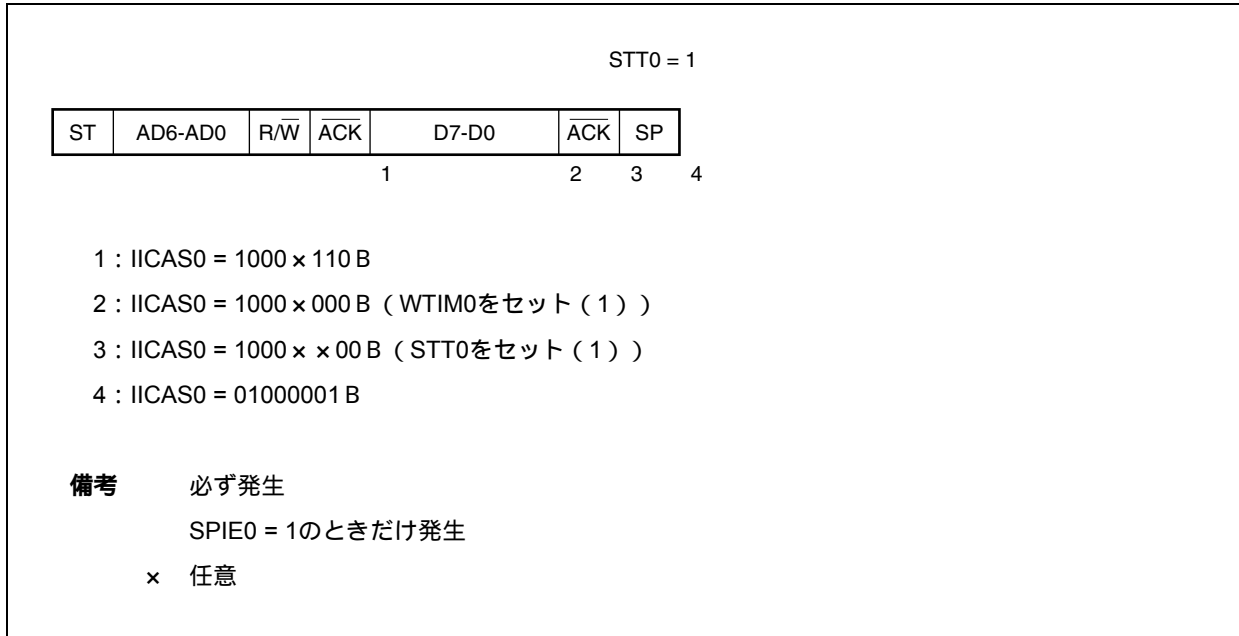 STT0 = 1
ST AD6-AD0 R/W ACK D7-D0 ACK SP
1 2 3 4
1：IICAS0 = 1000×110 B
2：IICAS0 = 1000×000 B（WTIM0をセット（1））
3：IICAS0 = 1000××00 B（STT0をセット（1））
4：IICAS0 = 01000001 B
備考 必ず発生
SPIE0 = 1のときだけ発生
× 任意